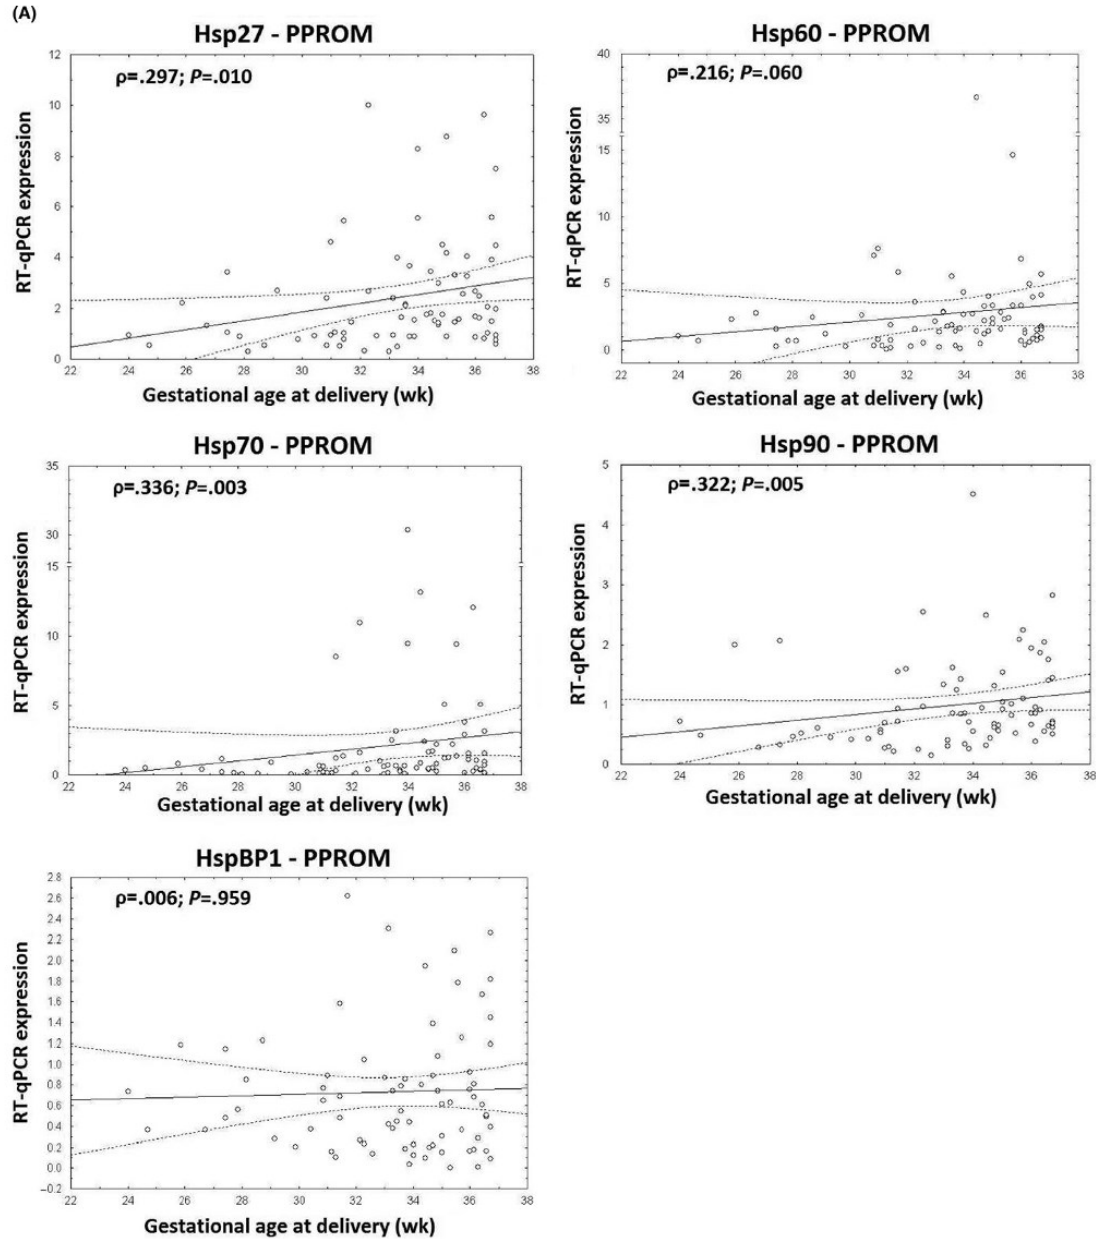 (A)
Hsp27 - PPROM
12
10
8
6
4
2
0
ρ=.297; P=.010
RT-qPCR expression
22 24 26 28 30 32 34 36 38
Gestational age at delivery (wk)
Hsp60 - PPROM
40
35
15
10
5
0
ρ=.216; P=.060
RT-qPCR expression
22 24 26 28 30 32 34 36 38
Gestational age at delivery (wk)
Hsp70 - PPROM
35
30
15
10
5
0
ρ=.336; P=.003
RT-qPCR expression
22 24 26 28 30 32 34 36 38
Gestational age at delivery (wk)
Hsp90 - PPROM
5
4
3
2
1
0
ρ=.322; P=.005
RT-qPCR expression
22 24 26 28 30 32 34 36 38
Gestational age at delivery (wk)
HspBP1 - PPROM
2.8
2.6
2.4
2.2
2.0
1.8
1.6
1.4
1.2
1.0
0.8
0.6
0.4
0.2
0.0
−0.2
ρ=.006; P=.959
RT-qPCR expression
22 24 26 28 30 32 34 36 38
Gestational age at delivery (wk)